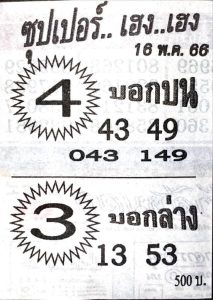 ซุปเปอร์.. เฮง..เฮง
16 พ.ค. 66
4 บอกบน
43 49
043 149
3 บอกล่าง
13 53
500 บ.